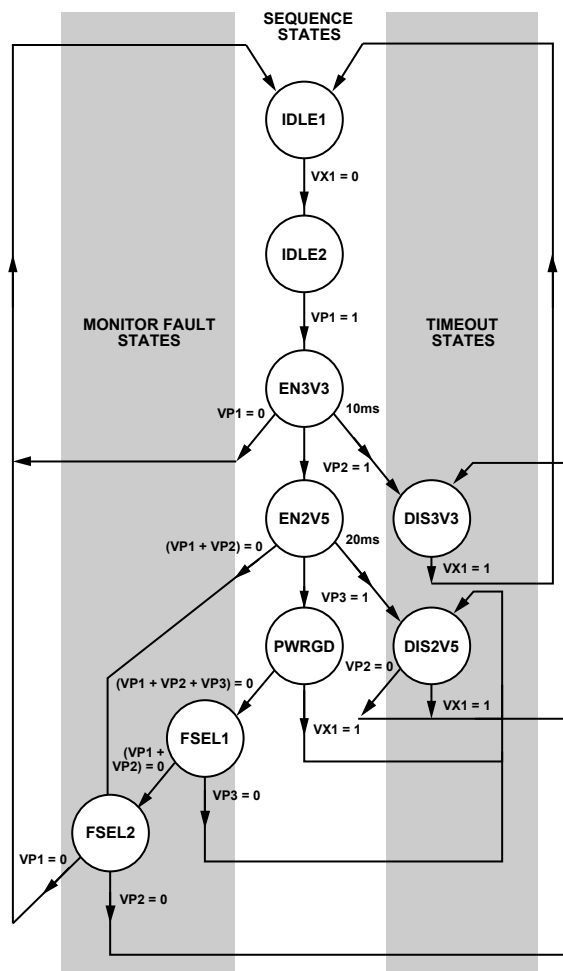 SEQUENCE
STATES
IDLE1
VX1 = 0
IDLE2
VP1 = 1
MONITOR FAULT
STATES
TIMEOUT
STATES
EN3V3
VP1 = 0
10ms
VP2 = 1
DIS3V3
EN2V5
(VP1 + VP2) = 0
20ms
VX1 = 1
VP3 = 1
PWRGD
DIS2V5
VP2 = 0
(VP1 + VP2 + VP3) = 0
VX1 = 1
VX1 = 1
FSEL1
(VP1 +
VP2) = 0
VP3 = 0
FSEL2
VP1 = 0
VP2 = 0